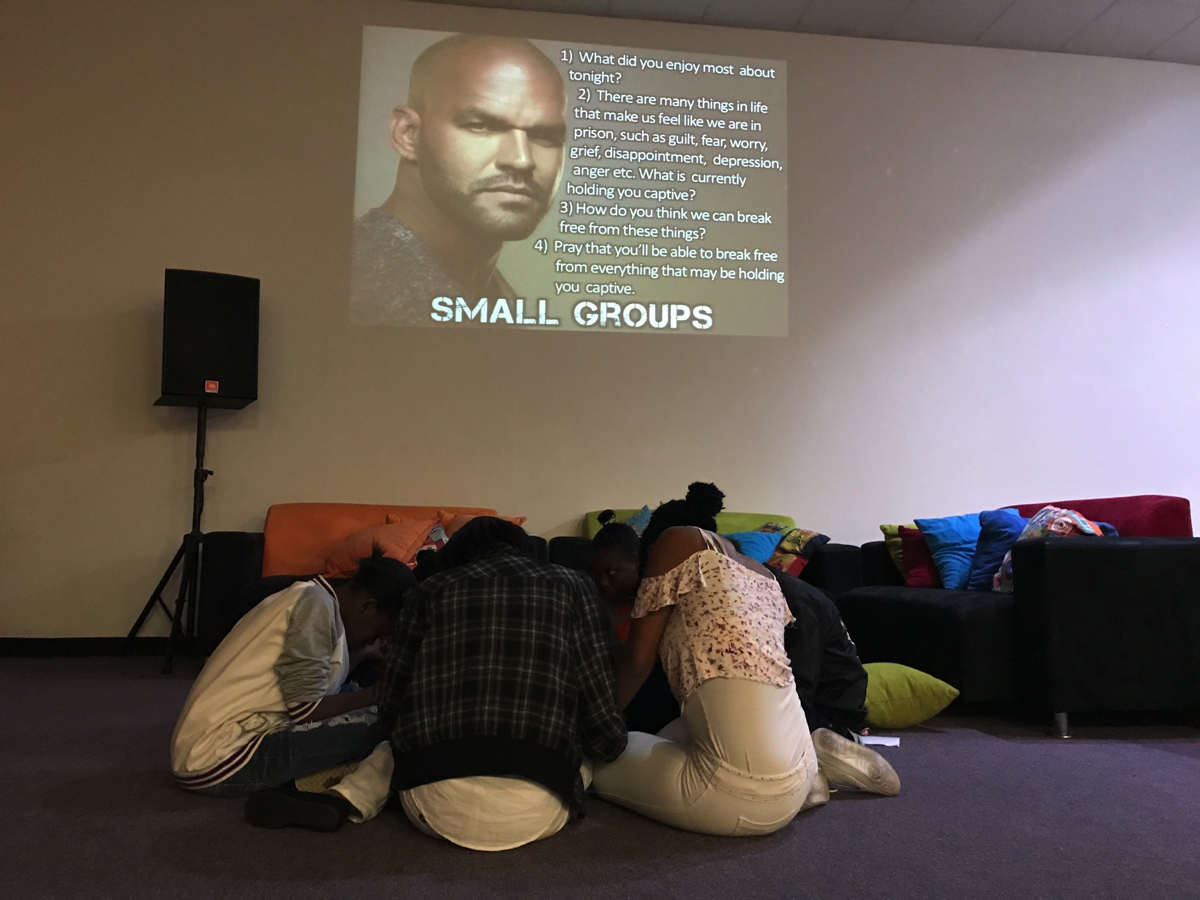 1) What did you enjoy most about
tonight?
2) There are many things in life
that make us feel like we are in
prison, such as guilt, fear, worry,
grief, disappointment, depression,
anger etc. What is currently
holding you captive?
3) How do you think we can break
free from these things?
4) Pray that you'll be able to break free
from everything that may be holding
you captive.
SMALL GROUPS
JBL